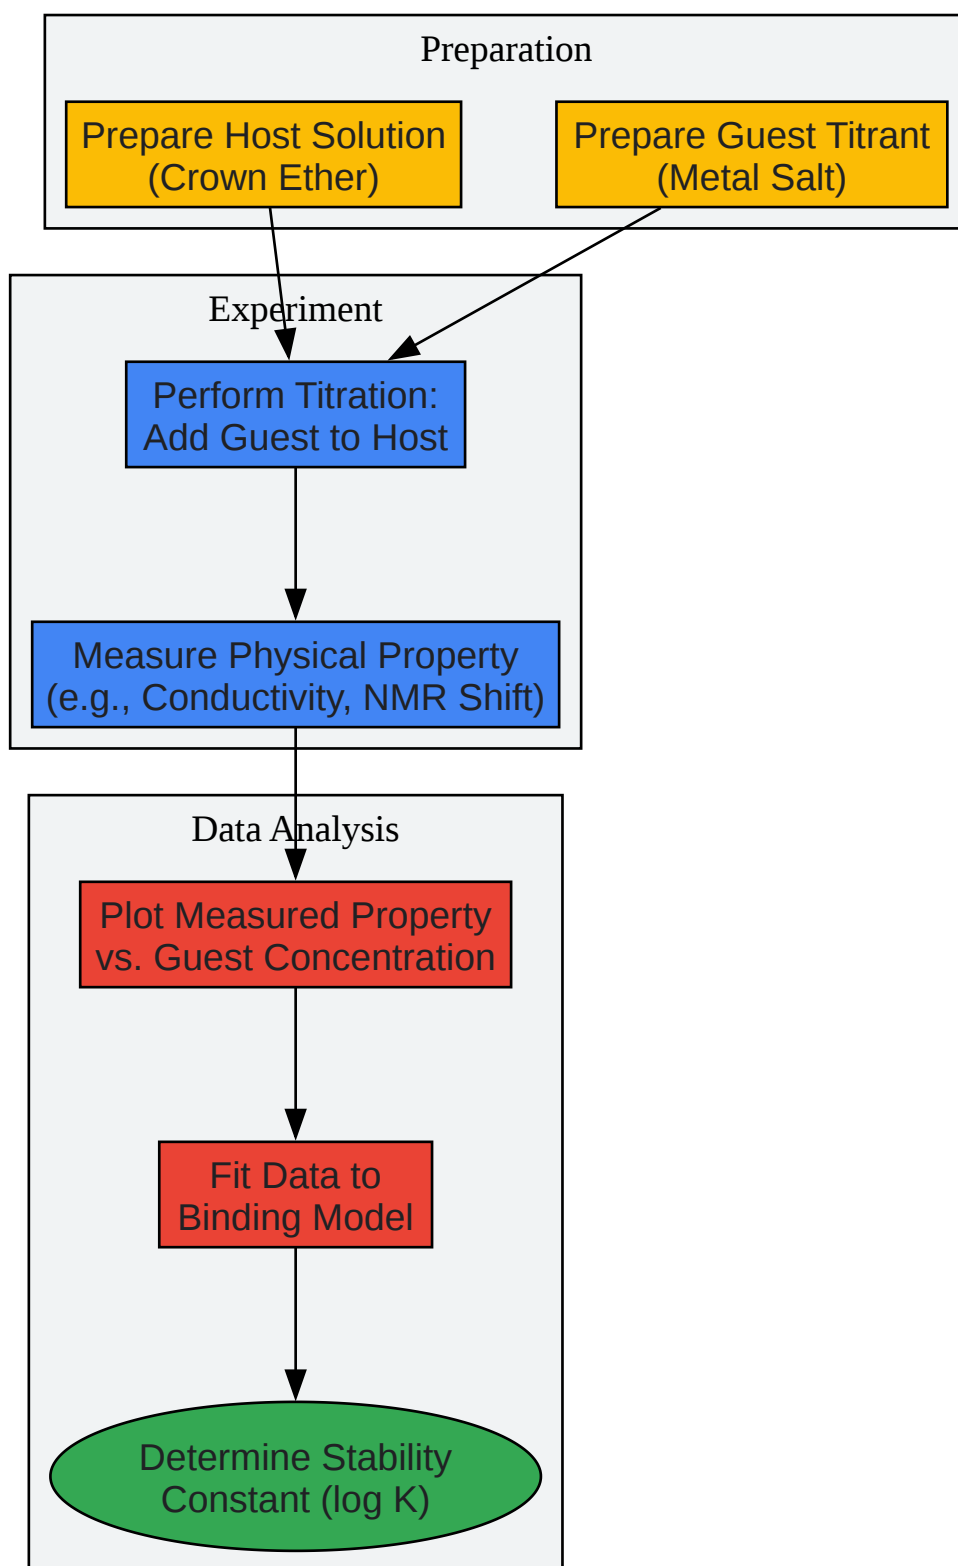 Preparation
Prepare Host Solution
(Crown Ether)
Prepare Guest Titrant
(Metal Salt)
Experiment
Perform Titration:
Add Guest to Host
Measure Physical Property
(e.g., Conductivity, NMR Shift)
Data Analysis
Plot Measured Property
vs. Guest Concentration
Fit Data to
Binding Model
Determine Stability
Constant (log K)